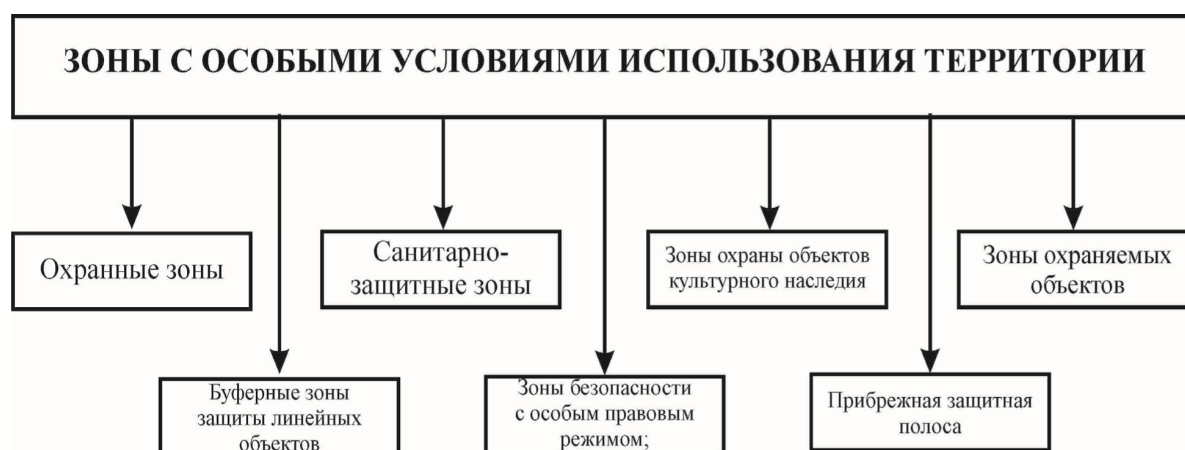 ЗОНЫ С ОСОБЫМИ УСЛОВИЯМИ ИСПОЛЬЗОВАНИЯ ТЕРРИТОРИИ
Охранные зоны
Санитарно-
защитные зоны
Зоны охраны объектов
культурного наследия
Зоны охраняемых
объектов
Буферные зоны
защиты линейных
объектов
Зоны безопасности
с особым правовым
режимом;
Прибрежная защитная
полоса